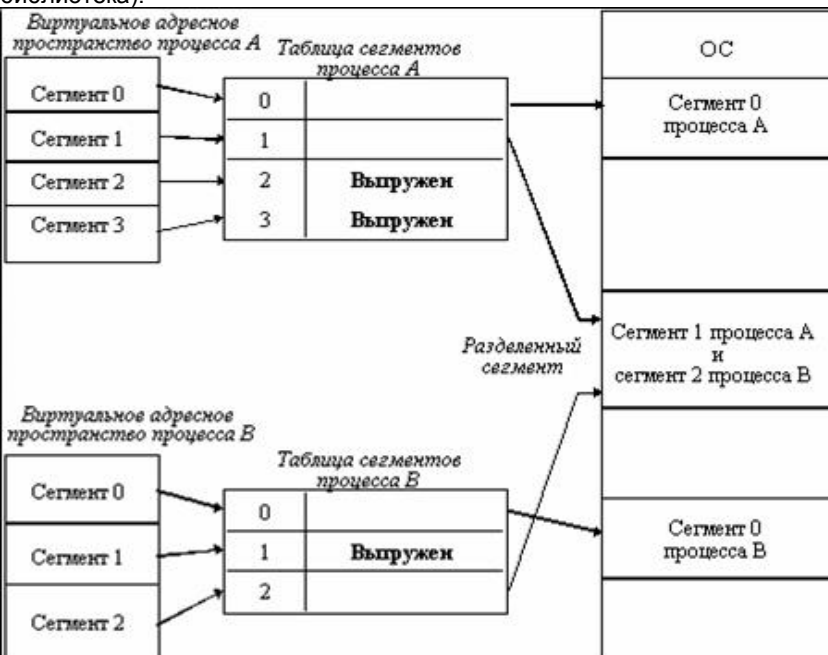 библиотека).
Виртуальное адресное
пространство процесса A
Таблица сегментов
процесса A
ОС
Сегмент 0
Сегмент 1
Сегмент 2
Сегмент 3
0
1
2 Выгружен
3 Выгружен
Сегмент 0
процесса A
Разделенный
сегмент
Сегмент 1 процесса A
и
сегмент 2 процесса B
Виртуальное адресное
пространство процесса B
Таблица сегментов
процесса B
Сегмент 0
Сегмент 1
Сегмент 2
0
1 Выгружен
2
Сегмент 0
процесса B